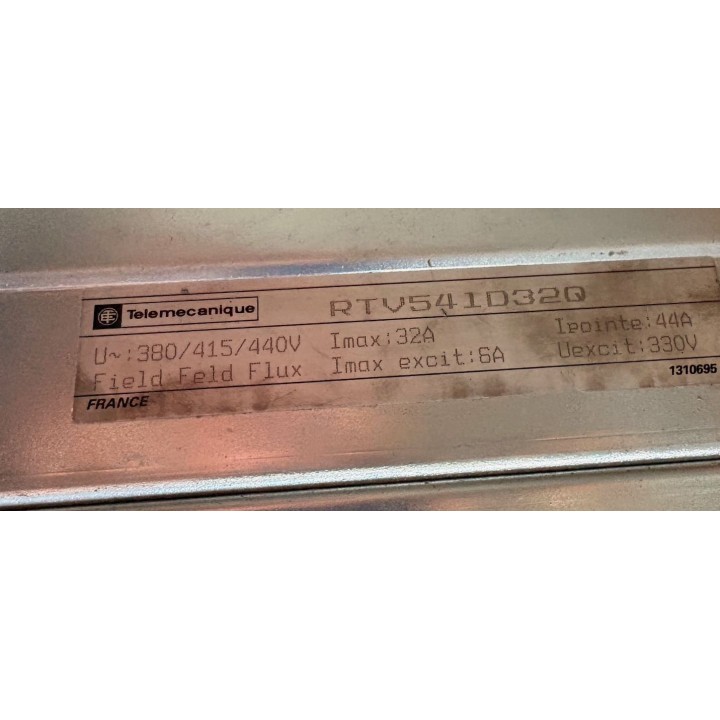 Telemecanique RTV541D32Q
U~:380/415/440V Imax:32A Ipointe:44A
Field Feld Flux Imax excit:6A Uexcit:330V
FRANCE 1310695